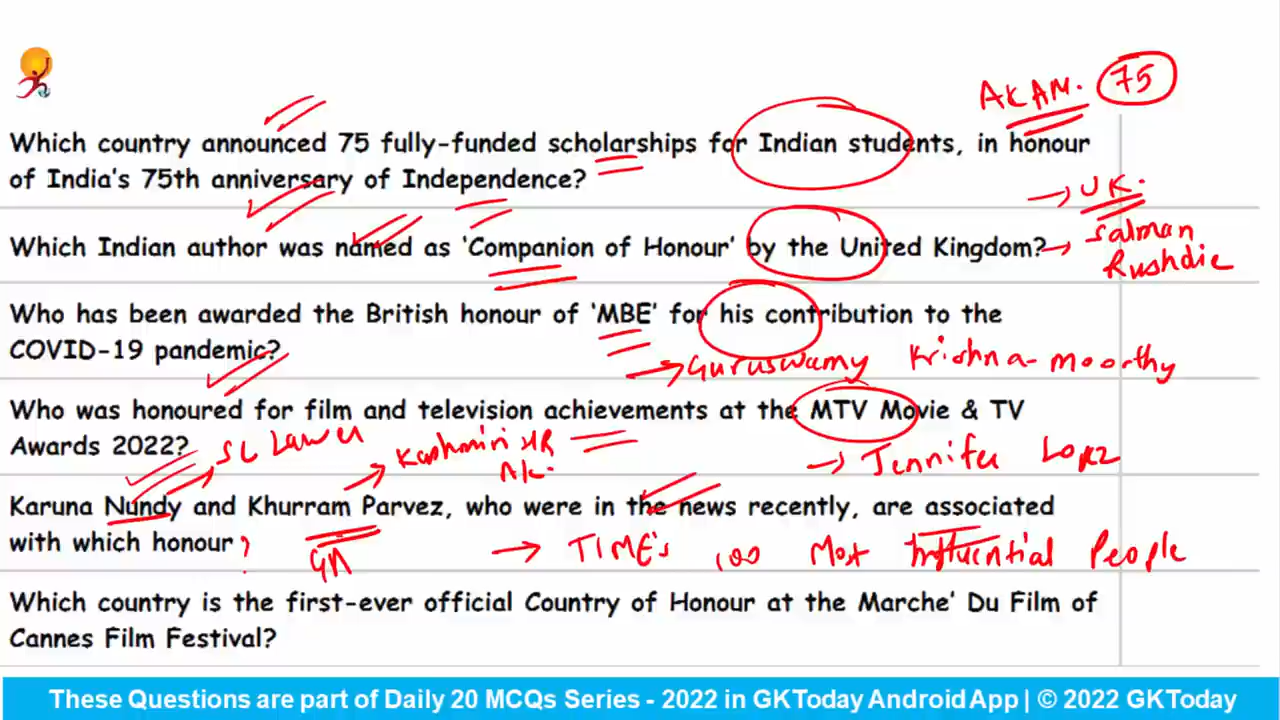 AKAM. 75
Which country announced 75 fully-funded scholarships for Indian students, in honour
of India's 75th anniversary of Independence?
→ UK.
Which Indian author was named as 'Companion of Honour' by the United Kingdom?
→ Salman
Rushdie
Who has been awarded the British honour of 'MBE' for his contribution to the
COVID-19 pandemic?
→ Guruswamy Krishna-moorthy
Who was honoured for film and television achievements at the MTV Movie & TV
Awards 2022?
→ Jennifer Lopez
→ SC Lawer
→ Kashmiri HR
Karuna Nundy and Khurram Parvez, who were in the news recently, are associated
with which honour ?
→ TIME's 100 Most Influential People
Which country is the first-ever official Country of Honour at the Marche' Du Film of
Cannes Film Festival?
These Questions are part of Daily 20 MCQs Series - 2022 in GKToday Android App | © 2022 GKToday